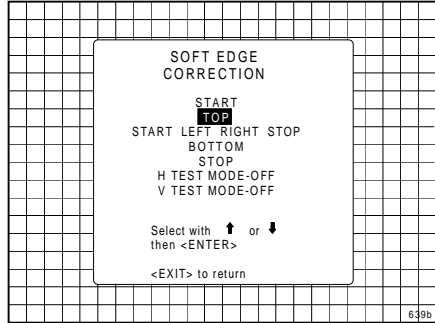 SOFT EDGE
CORRECTION
START
TOP
START LEFT RIGHT STOP
BOTTOM
STOP
H TEST MODE-OFF
V TEST MODE-OFF
Select with ⬆ or ⬇
then <ENTER>
<EXIT> to return
639b